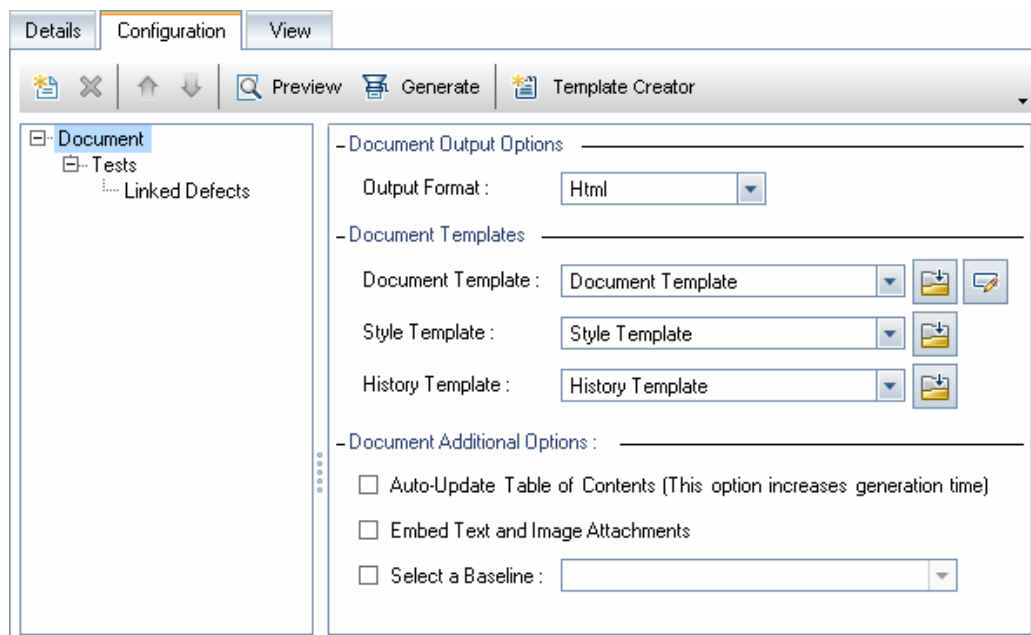 Details Configuration View
Preview Generate Template Creator
Document
Tests
Linked Defects
Document Output Options
Output Format : Html
Document Templates
Document Template : Document Template
Style Template : Style Template
History Template : History Template
Document Additional Options :
Auto-Update Table of Contents (This option increases generation time)
Embed Text and Image Attachments
Select a Baseline :